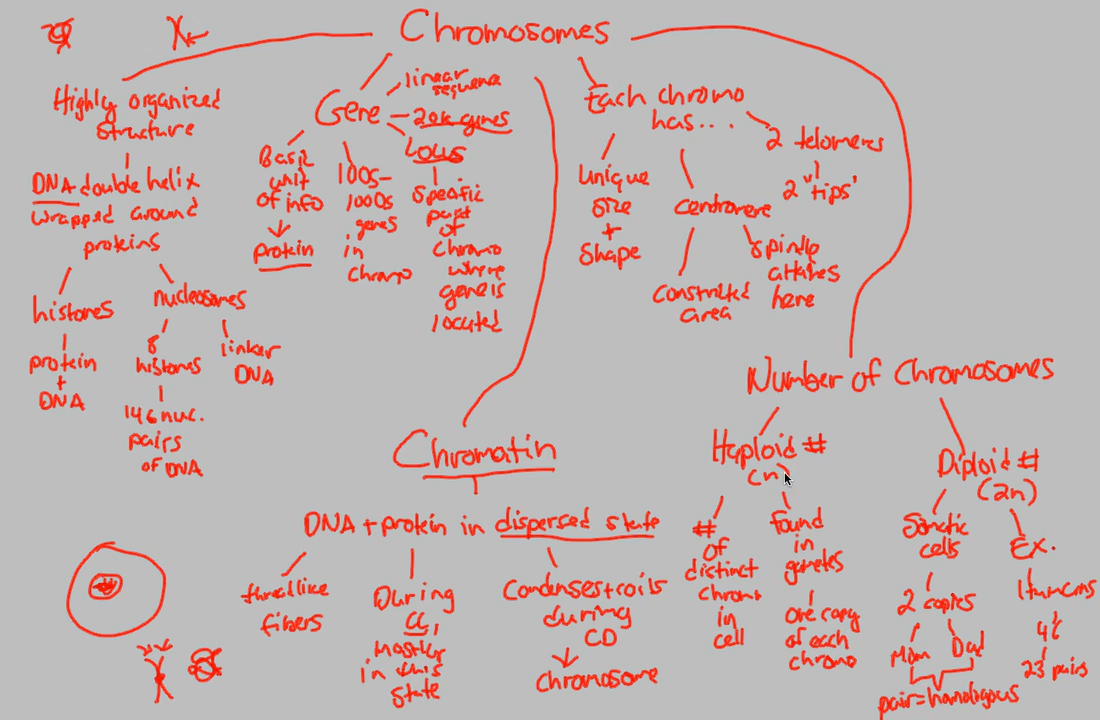 Chromosomes
Highly organized
structure
DNA double helix
wrapped around
proteins
histones
protein
+
DNA
nucleosomes
8
histones
146 nuc.
pairs
of DNA
linker
DNA
Gene
linear
sequence
20k genes
Locus
Basic
unit
of info
protein
100s-
1000s
genes
in
chromo
Specific
part
of
chromo
where
gene is
located
Each chromo
has...
Unique
size
+
shape
centromere
constricted
area
spindle
attaches
here
2 telomeres
2 "tips"
Chromatin
DNA + protein in dispersed state
threadlike
fibers
During
CC,
mostly
in this
state
Condenses + coils
during
CD
chromosome
Number of Chromosomes
Haploid #
(n)
#
of
distinct
chromo
in
cell
found
in
gametes
one copy
of each
chromo
Diploid #
(2n)
Somatic
cells
2 copies
Mom
Dad
pair = homologous
Ex.
Humans
46
23 pairs